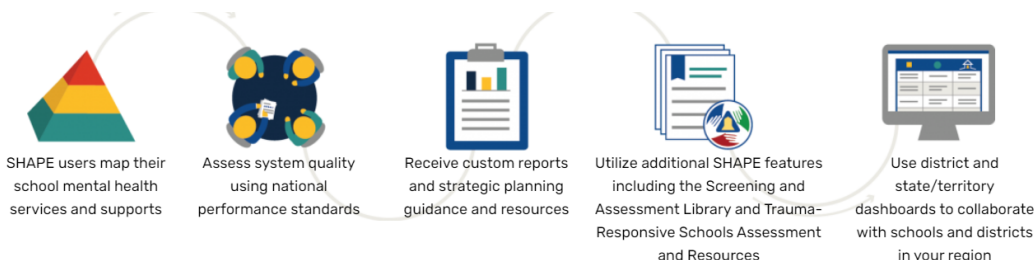 SHAPE users map their
school mental health
services and supports
Assess system quality
using national
performance standards
Receive custom reports
and strategic planning
guidance and resources
Utilize additional SHAPE features
including the Screening and
Assessment Library and Trauma-
Responsive Schools Assessment
and Resources
Use district and
state/territory
dashboards to collaborate
with schools and districts
in your region